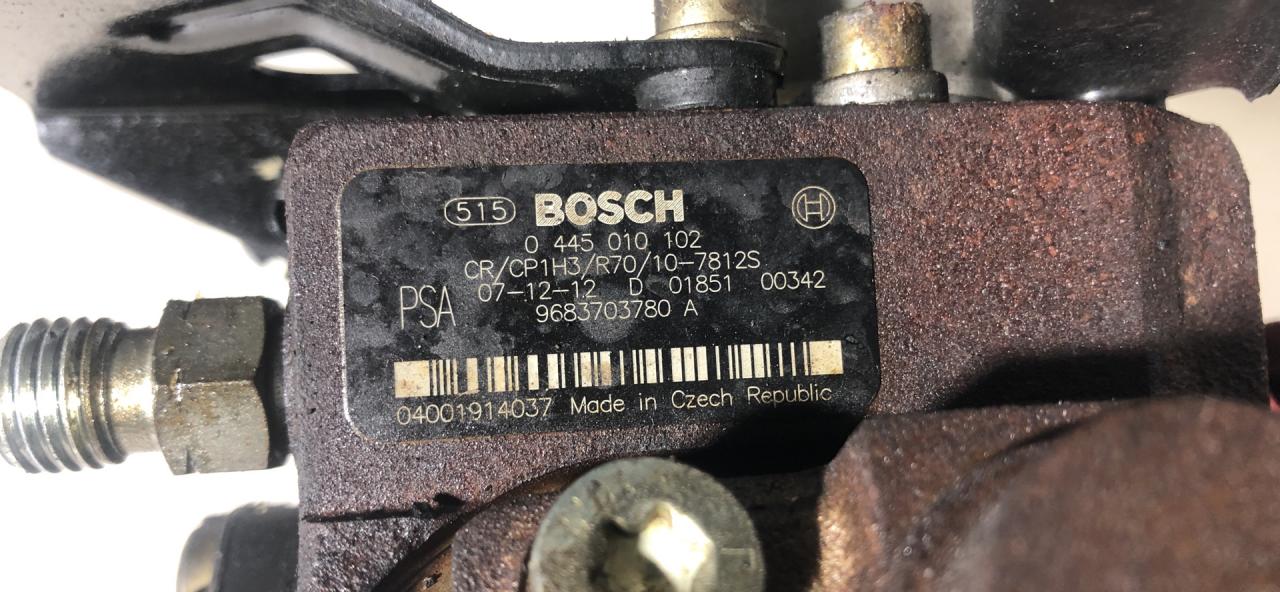 515 BOSCH
0 445 010 102
CR/CP1H3/R70/10-7812S
PSA 07-12-12 D 01851 00342
9683703780 A
04001914037 Made in Czech Republic